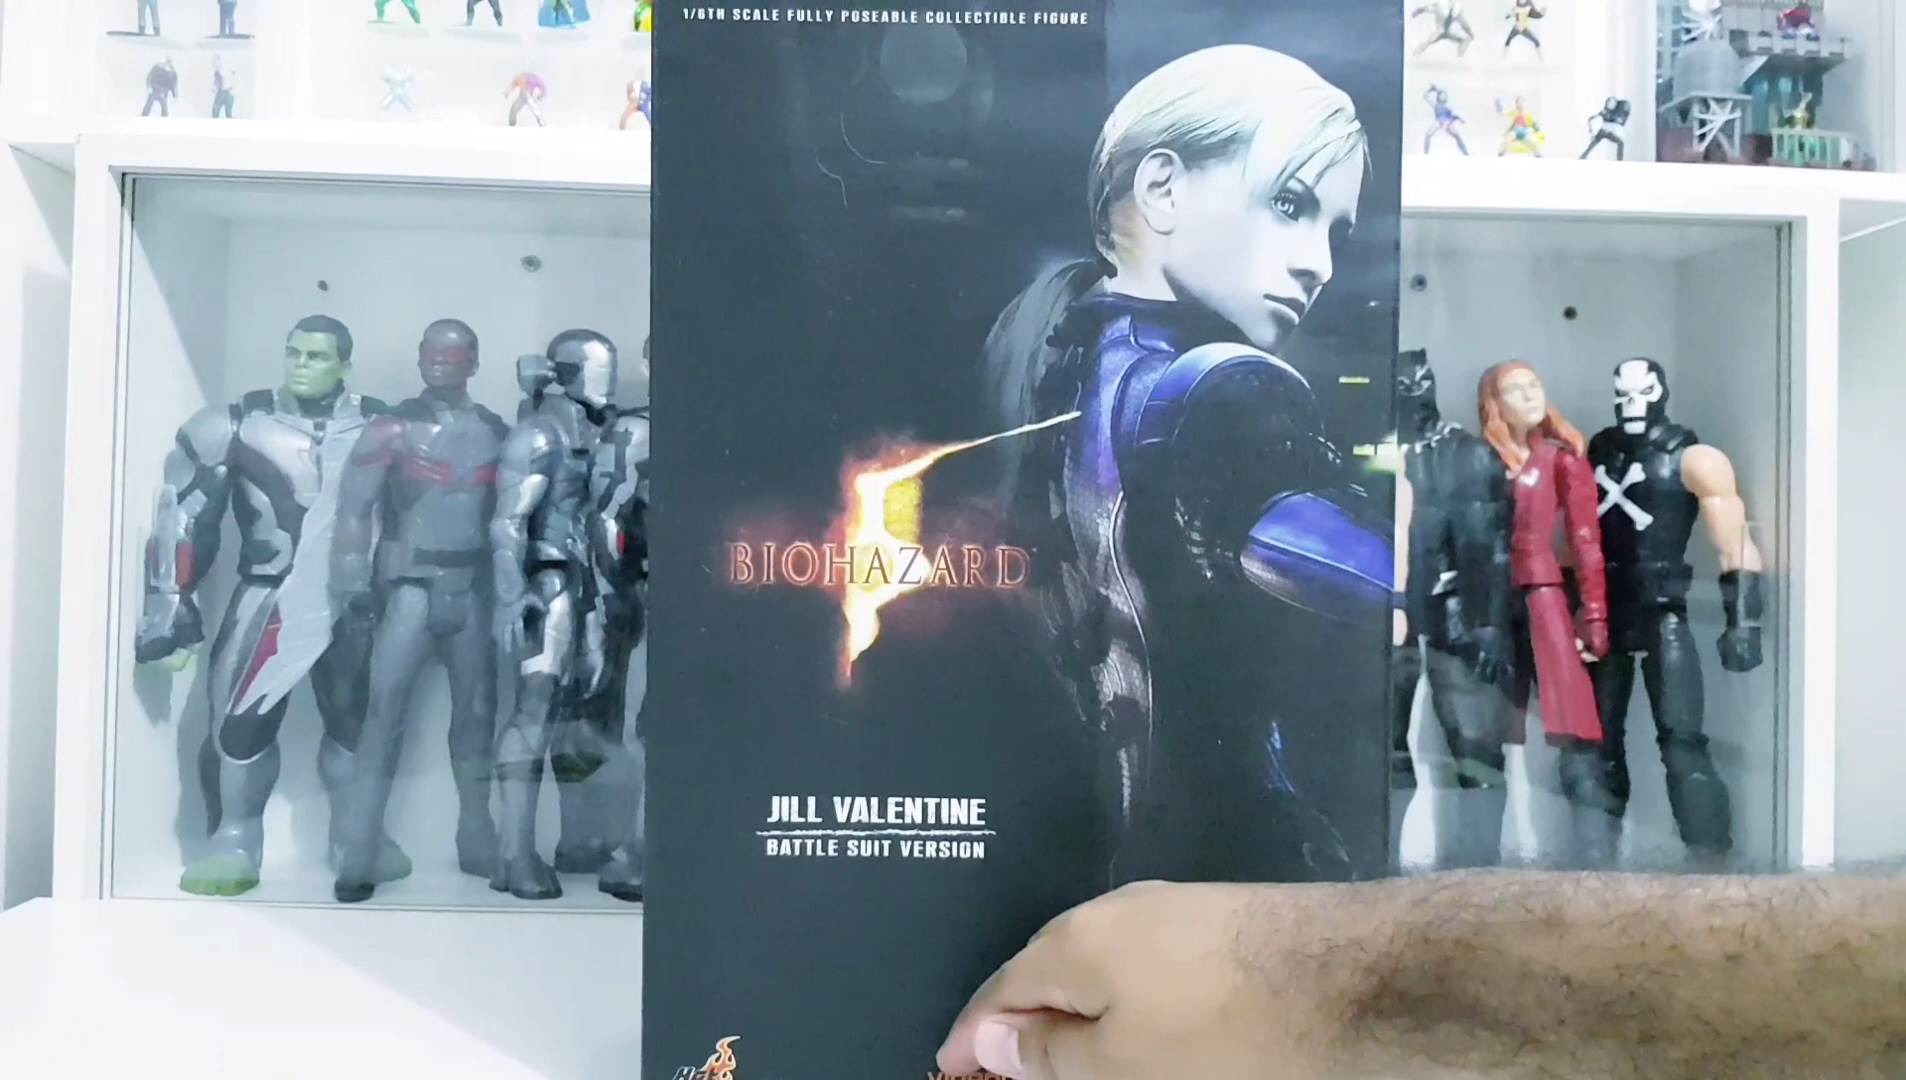 1/6TH SCALE FULLY POSEABLE COLLECTIBLE FIGURE
BIOHAZARD
5
JILL VALENTINE
BATTLE SUIT VERSION